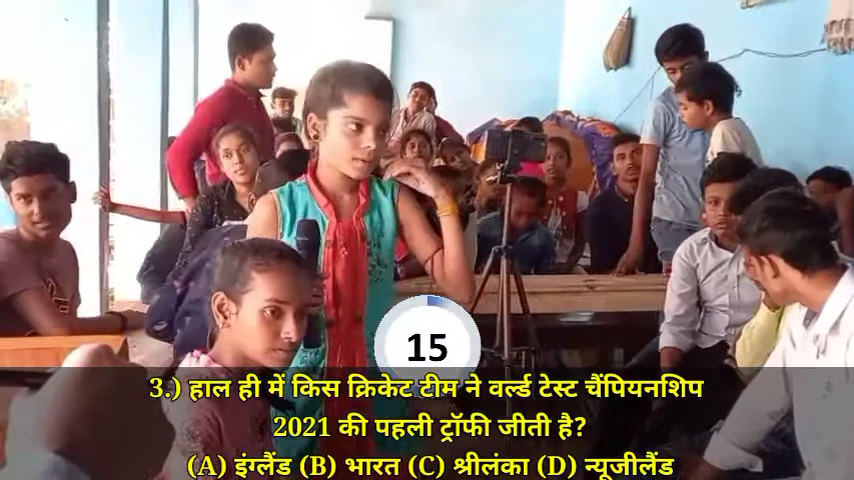 15
3.) हाल ही में किस क्रिकेट टीम ने वर्ल्ड टेस्ट चैंपियनशिप
2021 की पहली ट्रॉफी जीती है?
(A) इंग्लैंड (B) भारत (C) श्रीलंका (D) न्यूजीलैंड